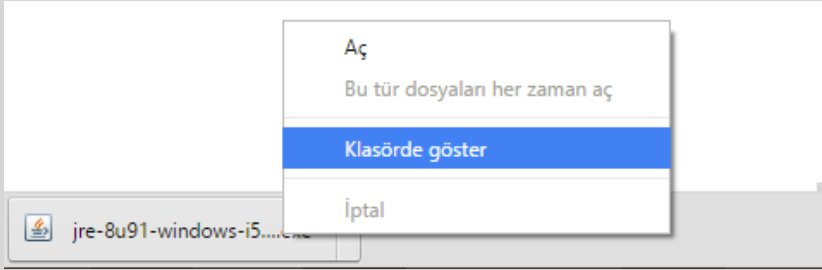 Aç
Bu tür dosyaları her zaman aç
Klasörde göster
İptal
jre-8u91-windows-i5....exe